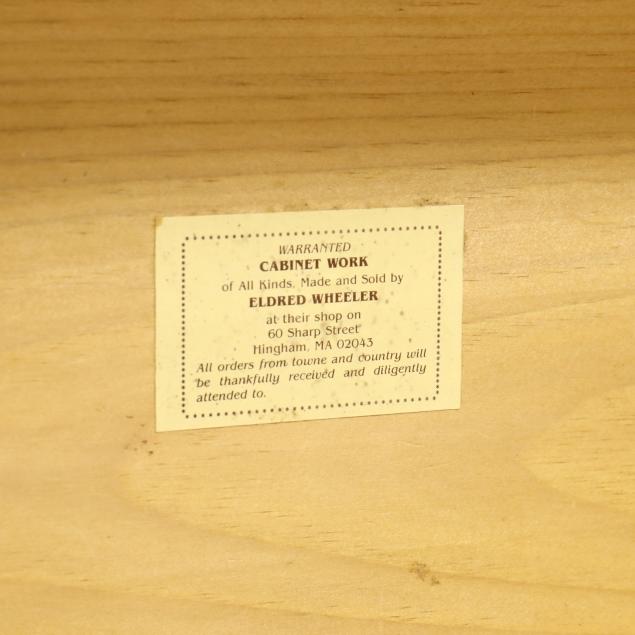 WARRANTED
CABINET WORK
of All Kinds, Made and Sold by
ELDRED WHEELER
at their shop on
60 Sharp Street
Hingham, MA 02043
All orders from towne and country will
be thankfully received and diligently
attended to.